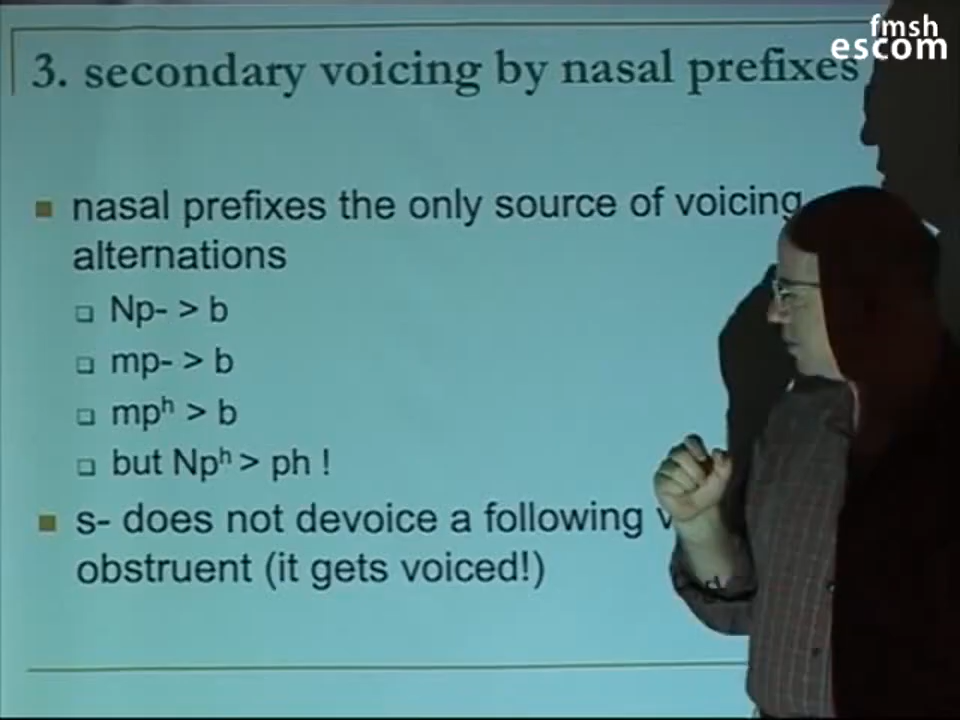 fmsh
escom
3. secondary voicing by nasal prefixes
nasal prefixes the only source of voicing
alternations
Np- > b
mp- > b
mpʰ > b
but Npʰ > ph !
s- does not devoice a following
obstruent (it gets voiced!)